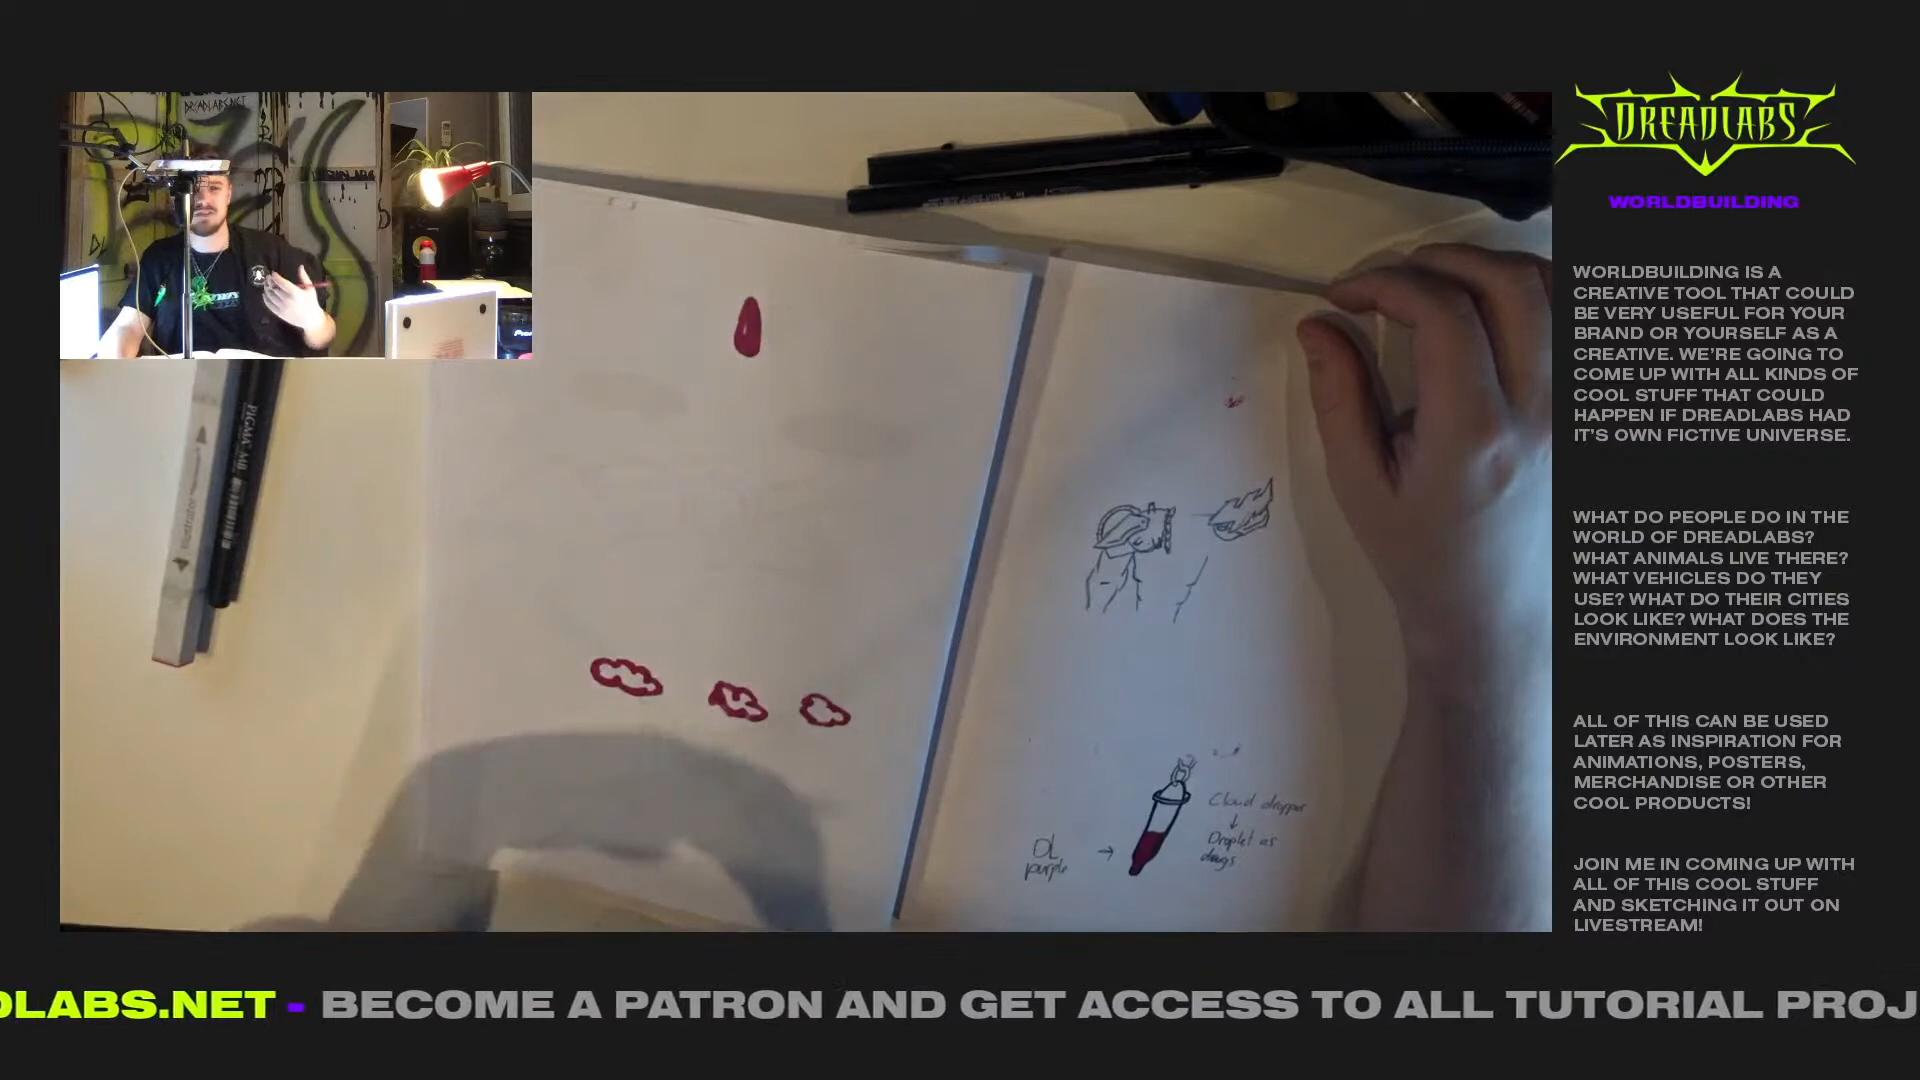 DREADLABS.NET
DREADLABS
WORLDBUILDING
WORLDBUILDING IS A
CREATIVE TOOL THAT COULD
BE VERY USEFUL FOR YOUR
BRAND OR YOURSELF AS A
CREATIVE. WE'RE GOING TO
COME UP WITH ALL KINDS OF
COOL STUFF THAT COULD
HAPPEN IF DREADLABS HAD
IT'S OWN FICTIVE UNIVERSE.
WHAT DO PEOPLE DO IN THE
WORLD OF DREADLABS?
WHAT ANIMALS LIVE THERE?
WHAT VEHICLES DO THEY
USE? WHAT DO THEIR CITIES
LOOK LIKE? WHAT DOES THE
ENVIRONMENT LOOK LIKE?
ALL OF THIS CAN BE USED
LATER AS INSPIRATION FOR
ANIMATIONS, POSTERS,
MERCHANDISE OR OTHER
COOL PRODUCTS!
JOIN ME IN COMING UP WITH
ALL OF THIS COOL STUFF
AND SKETCHING IT OUT ON
LIVESTREAM!
PIGMA MB
Cloud dropper
↓
Droplet as
drugs
DL
purple →
DLABS.NET - BECOME A PATRON AND GET ACCESS TO ALL TUTORIAL PROJ